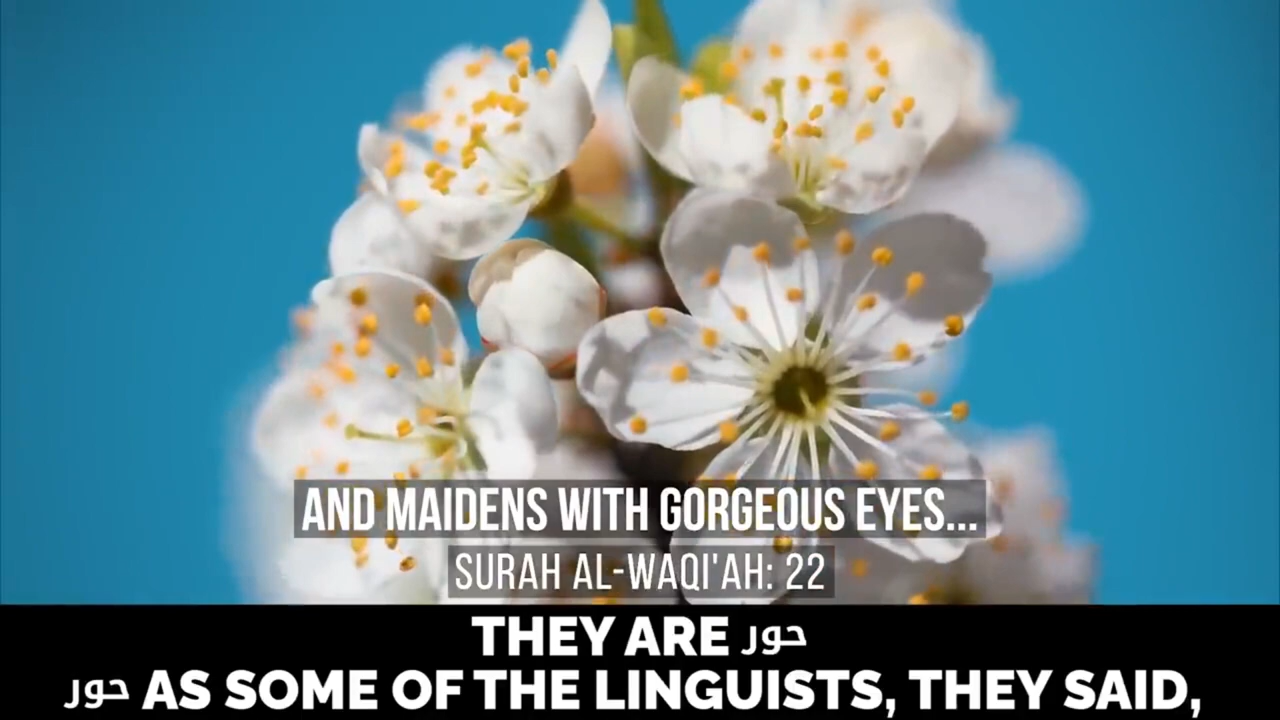 AND MAIDENS WITH GORGEOUS EYES...
SURAH AL-WAQI'AH: 22
THEY ARE حور
حور AS SOME OF THE LINGUISTS, THEY SAID,